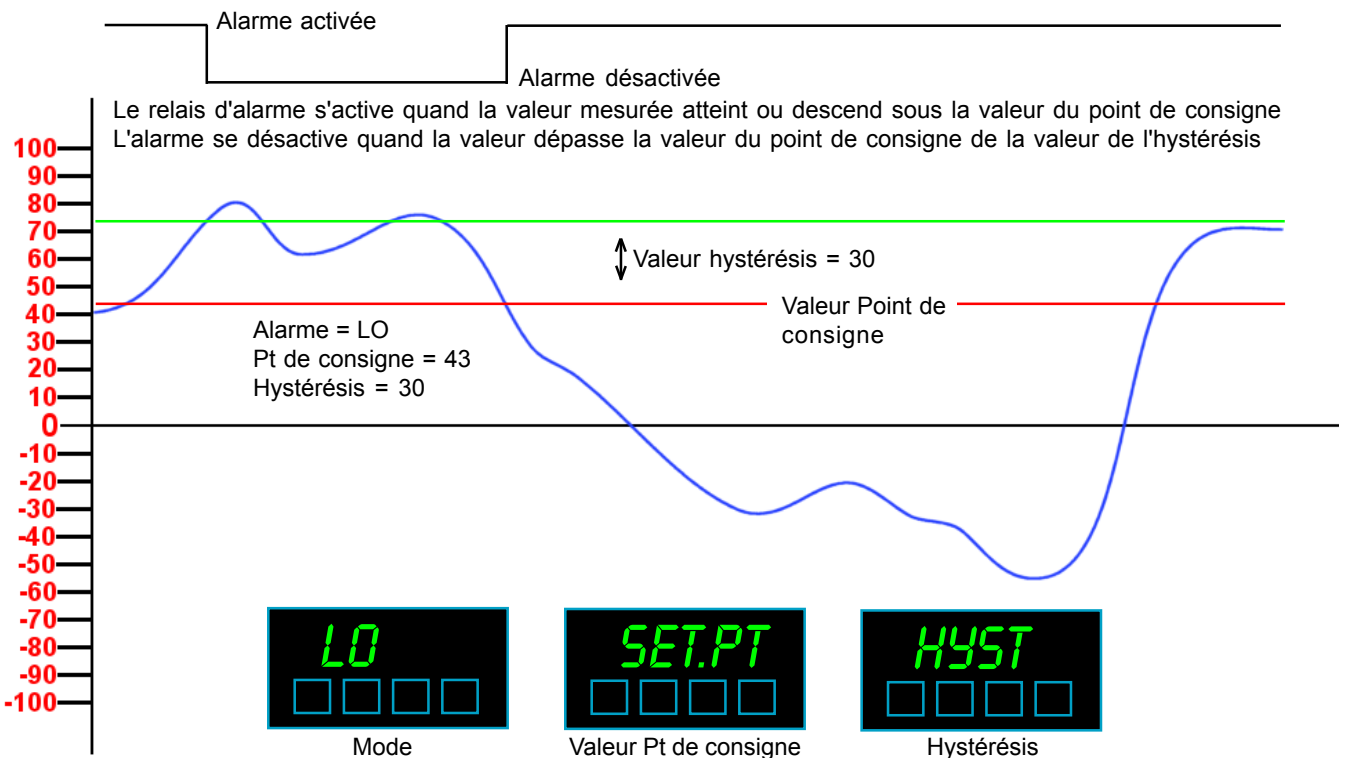 Alarme activée
Alarme désactivée
Le relais d'alarme s'active quand la valeur mesurée atteint ou descend sous la valeur du point de consigne
L'alarme se désactive quand la valeur dépasse la valeur du point de consigne de la valeur de l'hystérésis
100
90
80
70
60
50
40
30
20
10
0
-10
-20
-30
-40
-50
-60
-70
-80
-90
-100
Valeur hystérésis = 30
Valeur Point de
consigne
Alarme = LO
Pt de consigne = 43
Hystérésis = 30
LO
SET.PT
HYST
Mode
Valeur Pt de consigne
Hystérésis